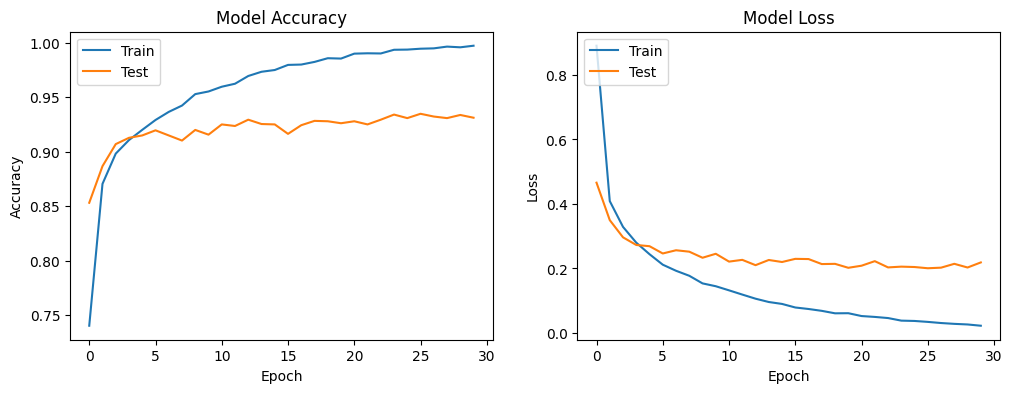 Model Accuracy
Train
Test
1.00
0.95
0.90
0.85
0.80
0.75
Accuracy
0 5 10 15 20 25 30
Epoch
Model Loss
Train
Test
0.8
0.6
0.4
0.2
0.0
Loss
0 5 10 15 20 25 30
Epoch